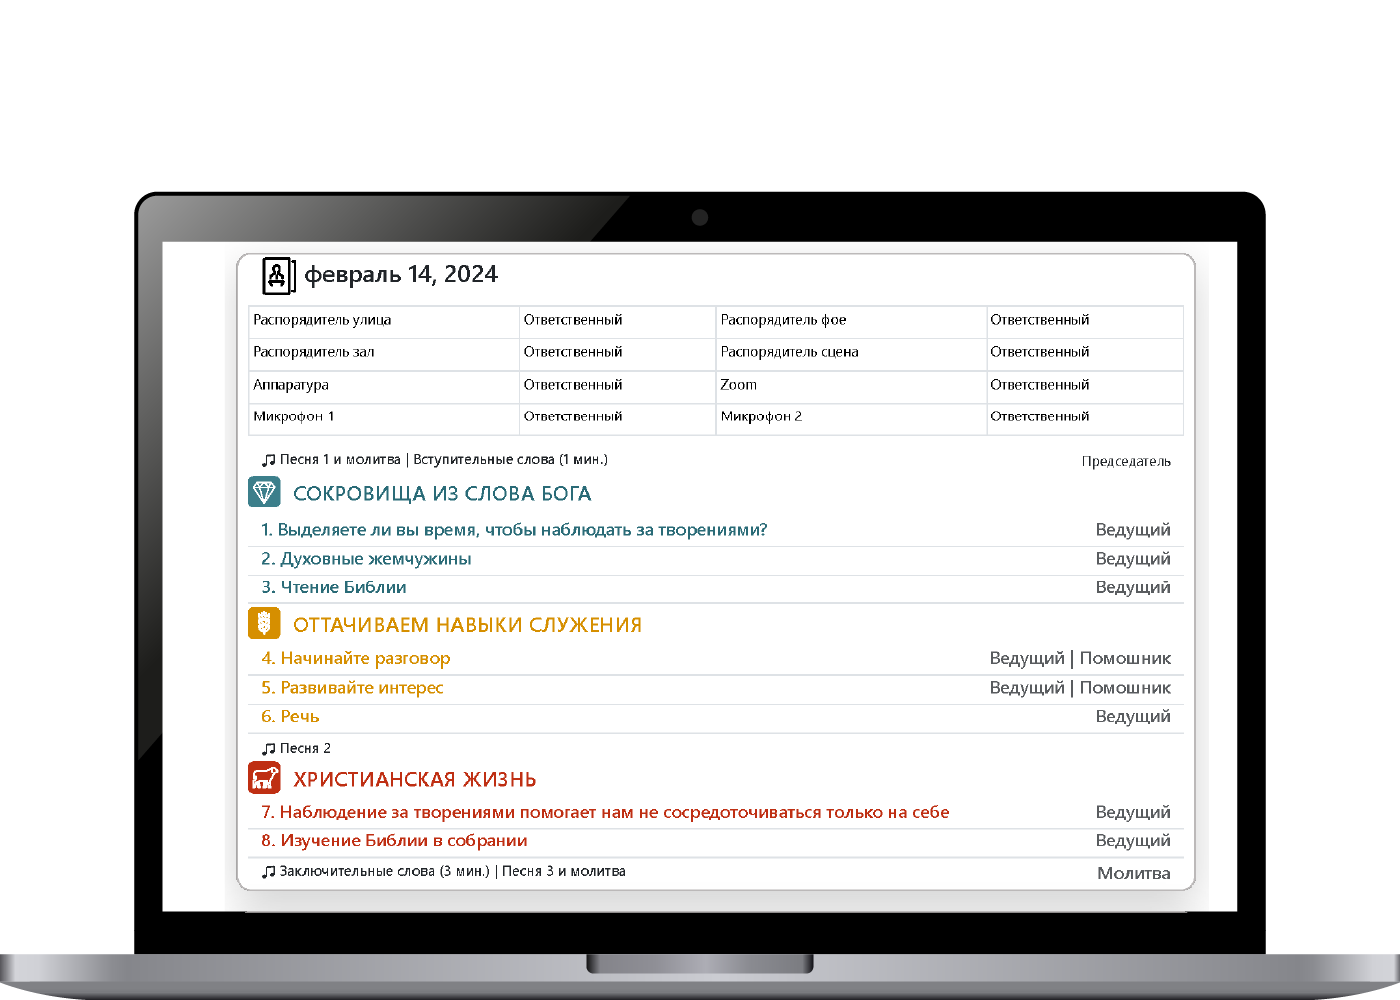 февраль 14, 2024
Распорядитель улица Ответственный Распорядитель фое Ответственный
Распорядитель зал Ответственный Распорядитель сцена Ответственный
Аппаратура Ответственный Zoom Ответственный
Микрофон 1 Ответственный Микрофон 2 Ответственный
Песня 1 и молитва | Вступительные слова (1 мин.) Председатель
СОКРОВИЩА ИЗ СЛОВА БОГА
1. Выделяете ли вы время, чтобы наблюдать за творениями? Ведущий
2. Духовные жемчужины Ведущий
3. Чтение Библии Ведущий
ОТТАЧИВАЕМ НАВЫКИ СЛУЖЕНИЯ
4. Начинайте разговор Ведущий | Помошник
5. Развивайте интерес Ведущий | Помошник
6. Речь Ведущий
Песня 2
ХРИСТИАНСКАЯ ЖИЗНЬ
7. Наблюдение за творениями помогает нам не сосредоточиваться только на себе Ведущий
8. Изучение Библии в собрании Ведущий
Заключительные слова (3 мин.) | Песня 3 и молитва Молитва